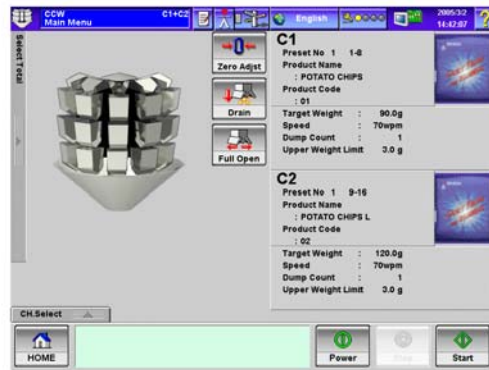 CCW
Main Menu
C1+C2
English
2005/3/2
14:42:07
Select Total
Zero Adjst
Drain
Full Open
C1
Preset No 1 1-8
Product Name
: POTATO CHIPS
Product Code
: 01
Target Weight : 90.0g
Speed : 70wpm
Dump Count : 1
Upper Weight Limit 3.0 g
C2
Preset No 1 9-16
Product Name
: POTATO CHIPS L
Product Code
: 02
Target Weight : 120.0g
Speed : 70wpm
Dump Count : 1
Upper Weight Limit 3.0 g
CH.Select
HOME
Power
Start